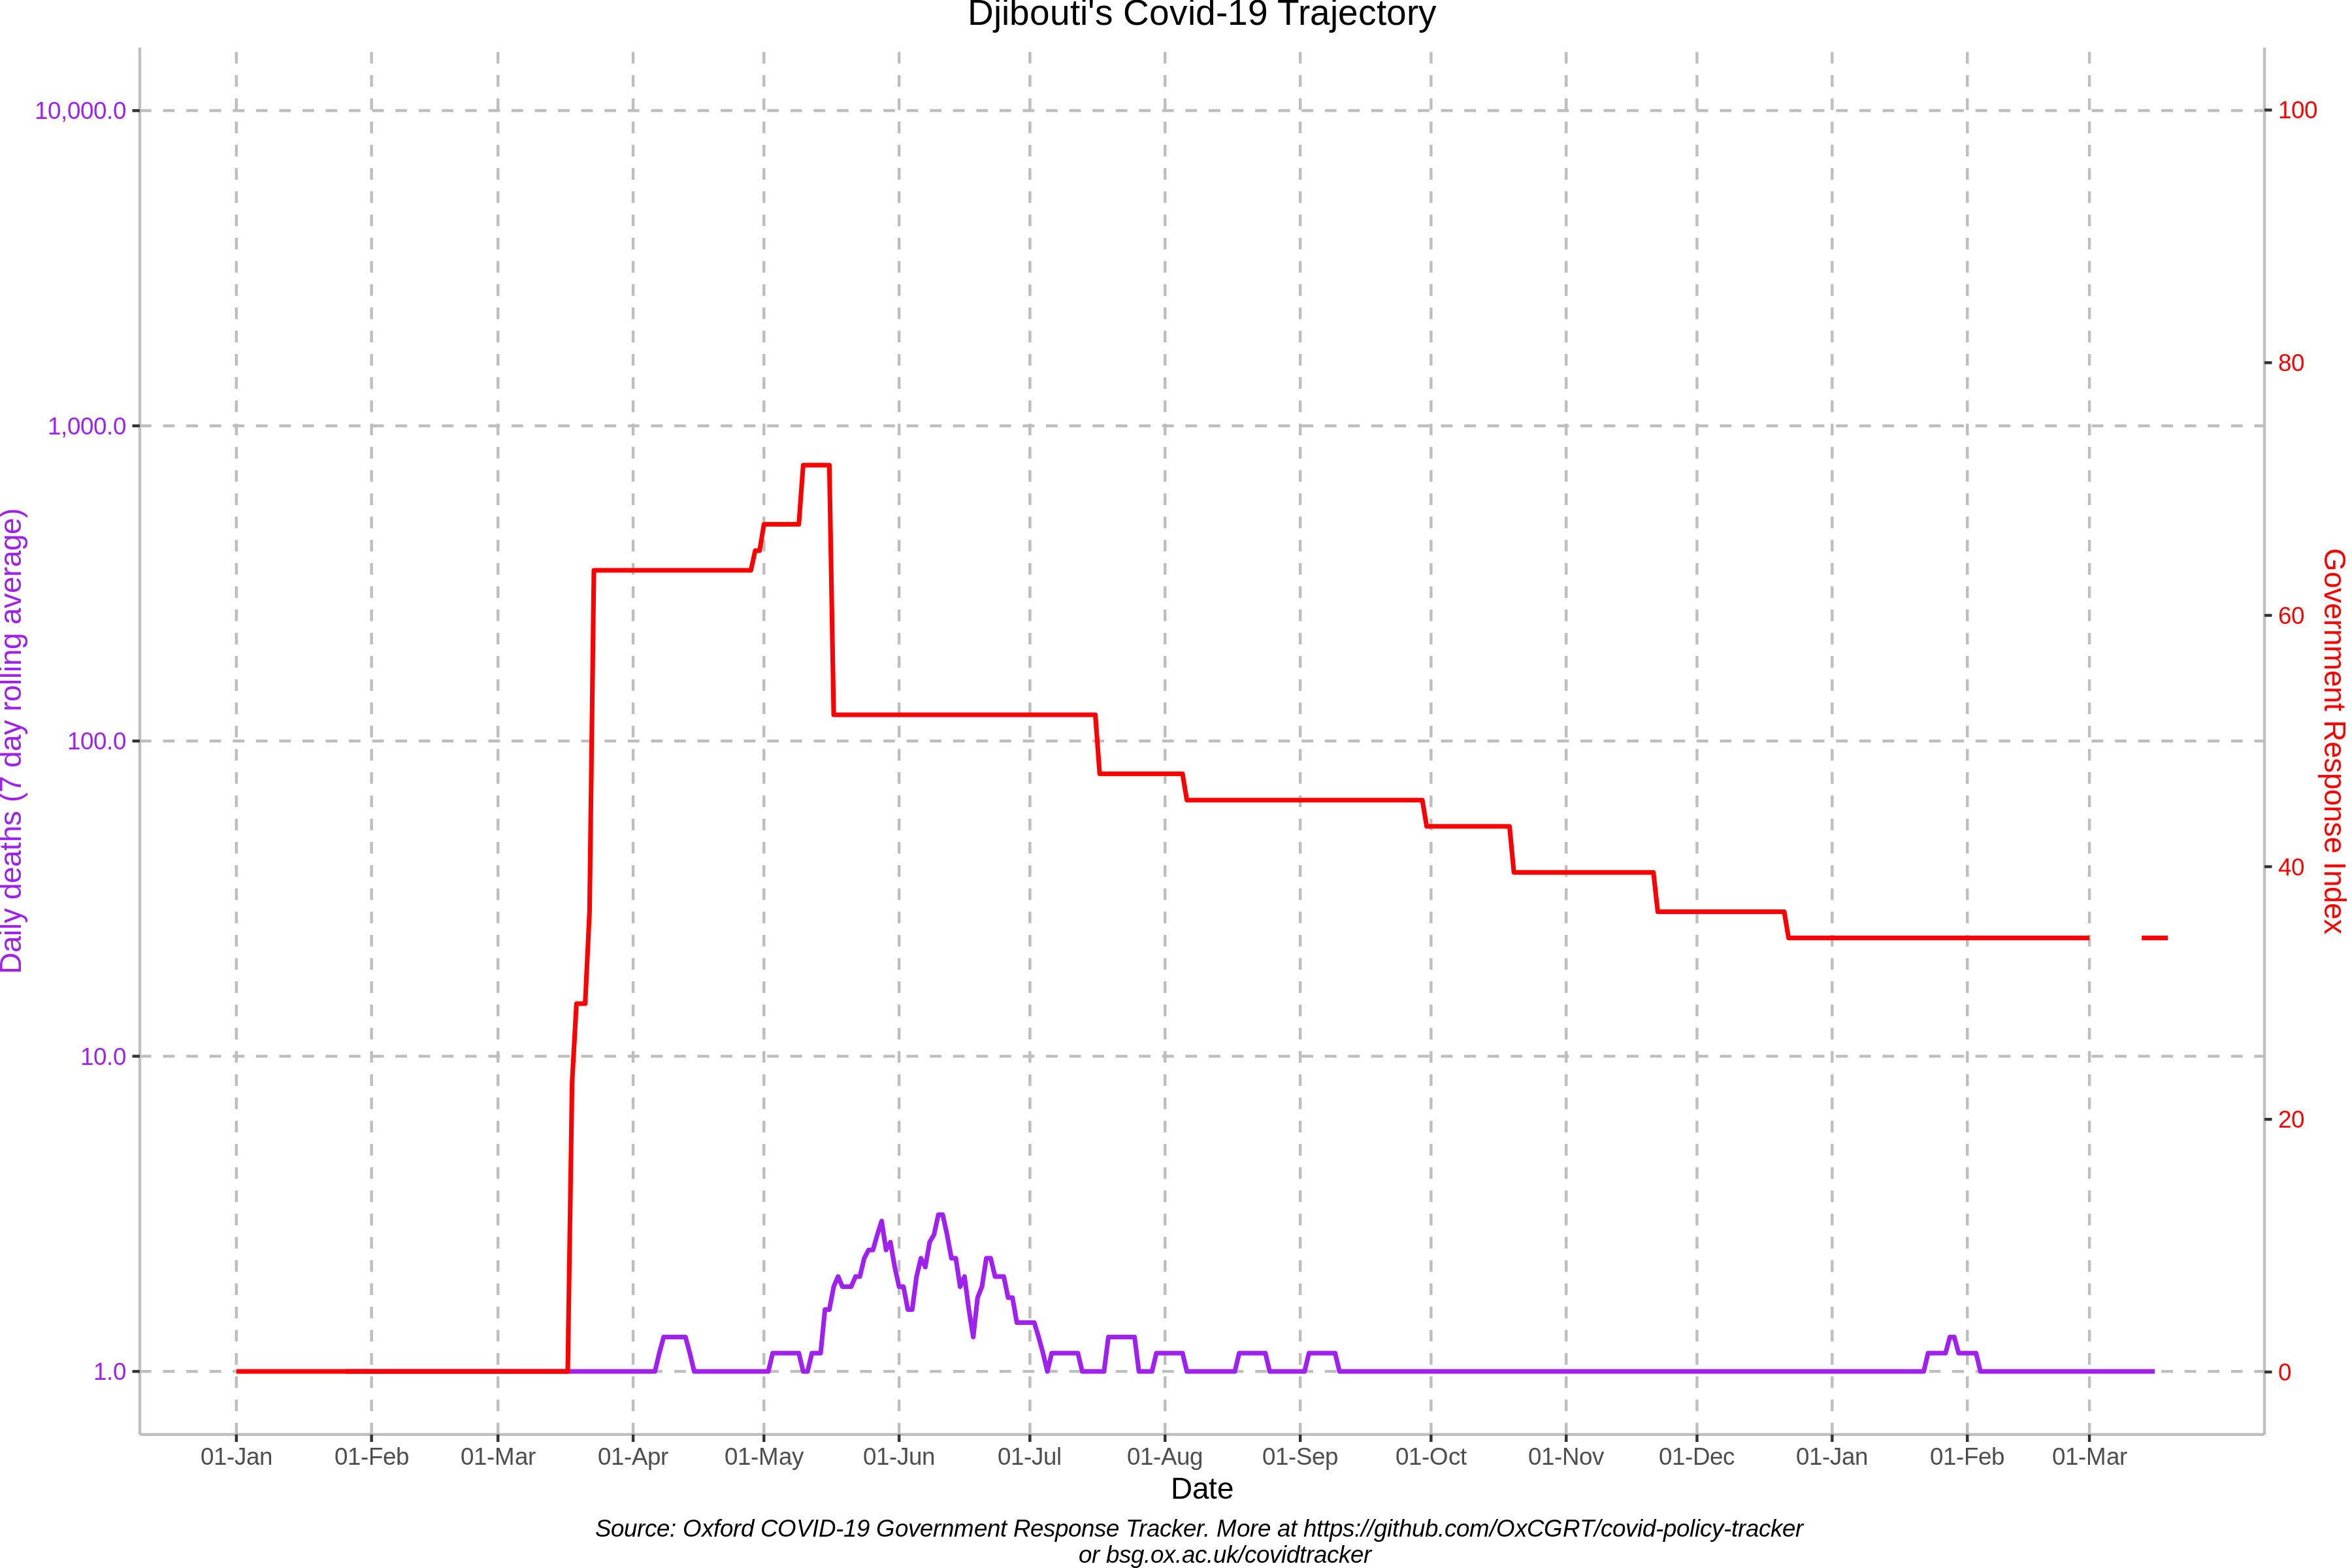 Djibouti's Covid-19 Trajectory
10,000.0
1,000.0
100.0
10.0
1.0
Daily deaths (7 day rolling average)
100
80
60
40
20
0
Government Response Index
01-Jan 01-Feb 01-Mar 01-Apr 01-May 01-Jun 01-Jul 01-Aug 01-Sep 01-Oct 01-Nov 01-Dec 01-Jan 01-Feb 01-Mar
Date
Source: Oxford COVID-19 Government Response Tracker. More at https://github.com/OxCGRT/covid-policy-tracker
or bsg.ox.ac.uk/covidtracker